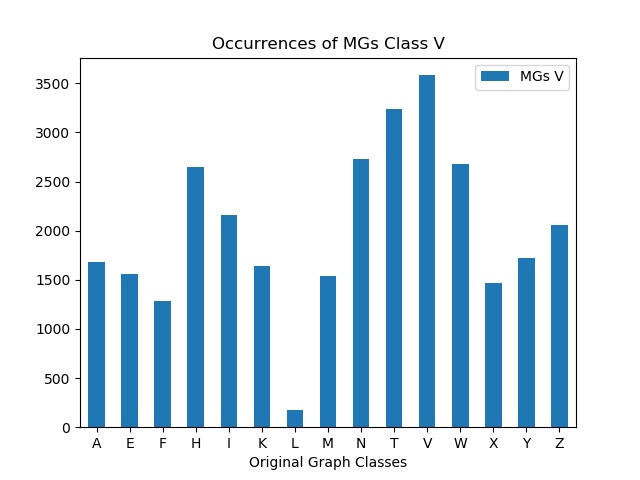 Occurrences of MGs Class V
MGs V
3500
3000
2500
2000
1500
1000
500
0
A E F H I K L M N T V W X Y Z
Original Graph Classes